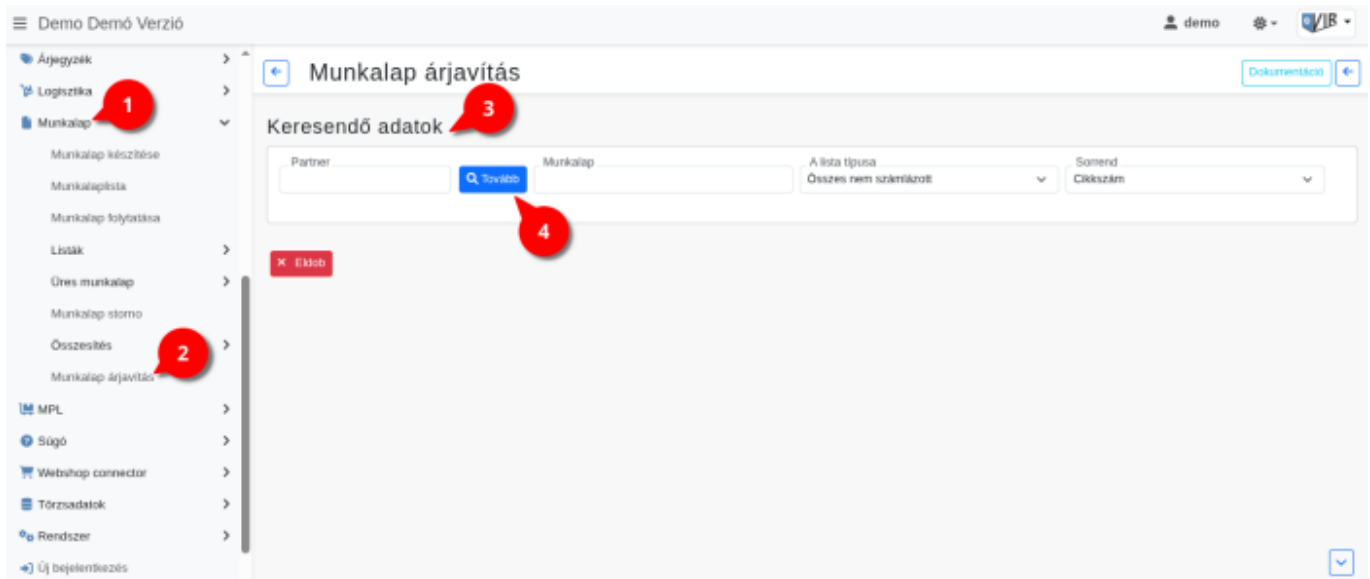 Demo Demó Verzió
demo
Árjegyzék
Logisztika
Munkalap
Munkalap készítése
Munkalaplista
Munkalap folytatása
Listák
Üres munkalap
Munkalap storno
Összesítés
Munkalap árjavítás
MPL
Súgó
Webshop connector
Törzsadatok
Rendszer
Új bejelentkezés
1
2
Munkalap árjavítás
Dokumentáció
Keresendő adatok
3
Partner
Tovább
Munkalap
A lista típusa
Összes nem számlázott
Sorrend
Cikkszám
4
Eldob